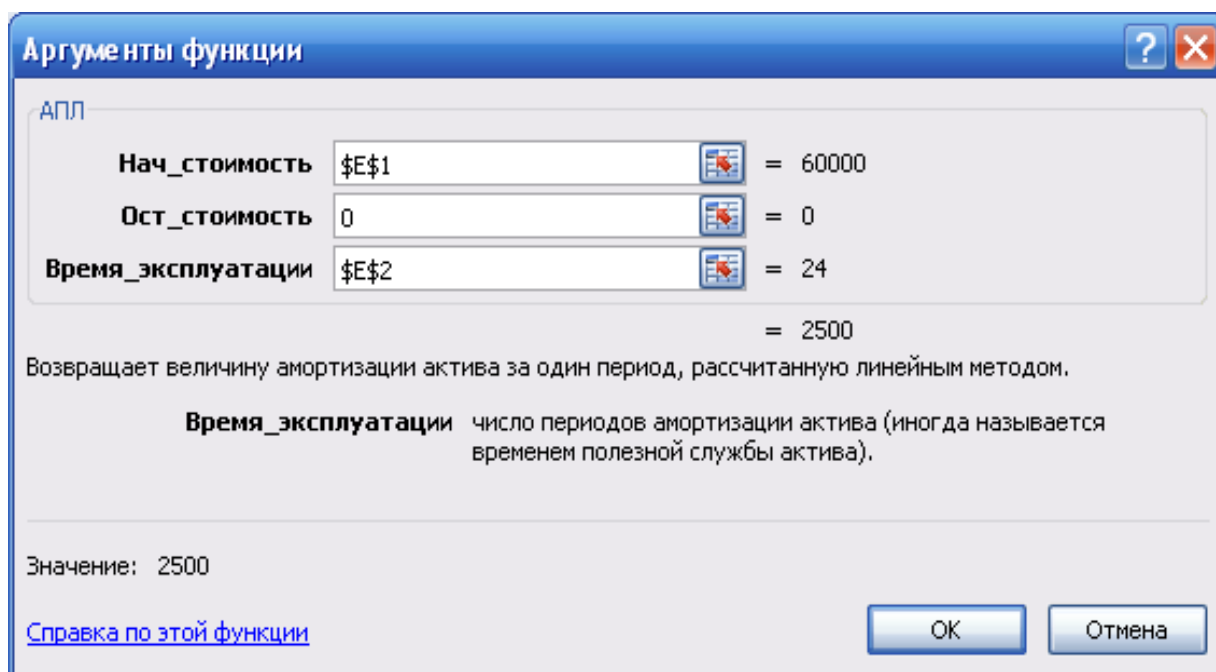 Аргументы функции
АПЛ
Нач_стоимость $E$1 = 60000
Ост_стоимость 0 = 0
Время_эксплуатации $E$2 = 24
= 2500
Возвращает величину амортизации актива за один период, рассчитанную линейным методом.
Время_эксплуатации число периодов амортизации актива (иногда называется
временем полезной службы актива).
Значение: 2500
Справка по этой функции ОК Отмена